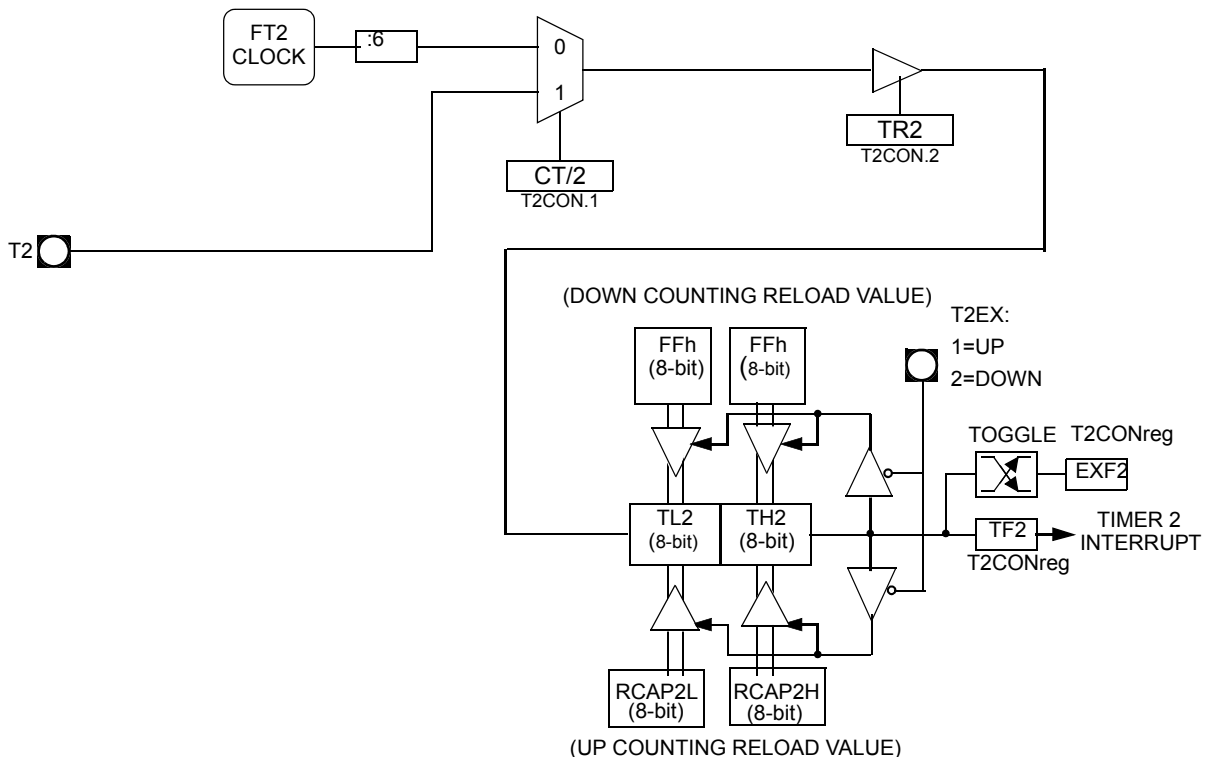 FT2
CLOCK
:6
0
1
TR2
T2CON.2
CT/2
T2CON.1
T2
(DOWN COUNTING RELOAD VALUE)
T2EX:
1=UP
2=DOWN
FFh
(8-bit)
FFh
(8-bit)
TOGGLE
T2CONreg
EXF2
TL2
(8-bit)
TH2
(8-bit)
TF2
T2CONreg
TIMER 2
INTERRUPT
RCAP2L
(8-bit)
RCAP2H
(8-bit)
(UP COUNTING RELOAD VALUE)